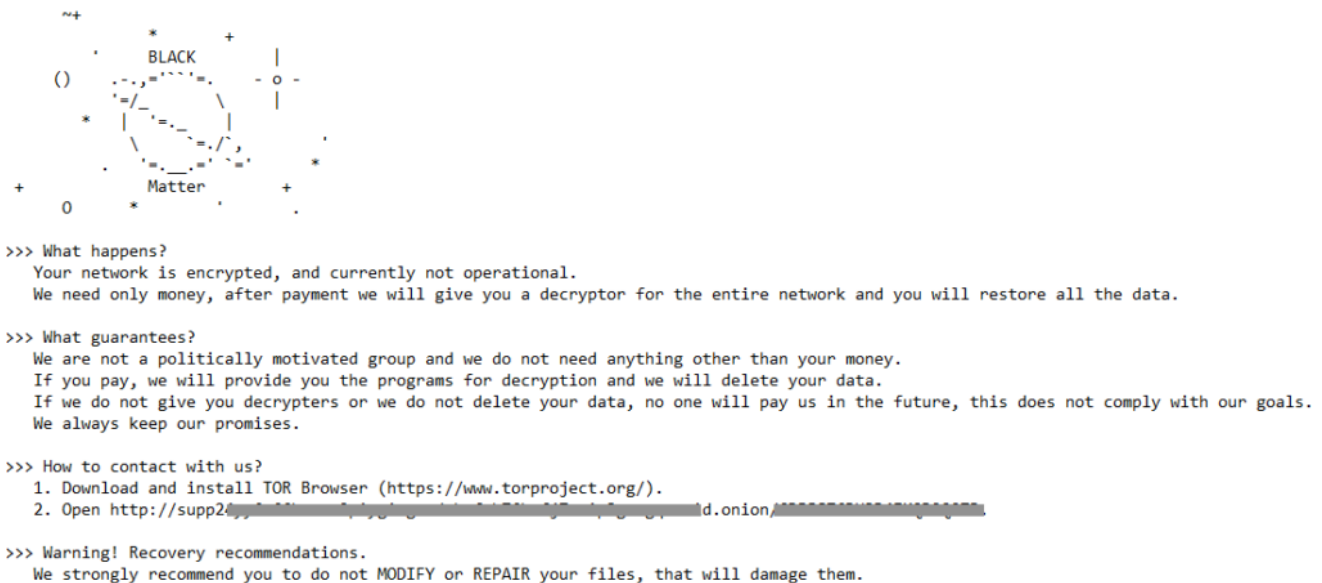 ~+
* +
' BLACK |
() .-.,='```'=. - o -
'=/_ \ |
* | '=._ |
\ `=./`, '
. '=.__.=' `=' *
+ Matter +
O * ' .
>>> What happens?
Your network is encrypted, and currently not operational.
We need only money, after payment we will give you a decryptor for the entire network and you will restore all the data.
>>> What guarantees?
We are not a politically motivated group and we do not need anything other than your money.
If you pay, we will provide you the programs for decryption and we will delete your data.
If we do not give you decrypters or we do not delete your data, no one will pay us in the future, this does not comply with our goals.
We always keep our promises.
>>> How to contact with us?
1. Download and install TOR Browser (https://www.torproject.org/).
2. Open http://supp2 d.onion/
>>> Warning! Recovery recommendations.
We strongly recommend you to do not MODIFY or REPAIR your files, that will damage them.